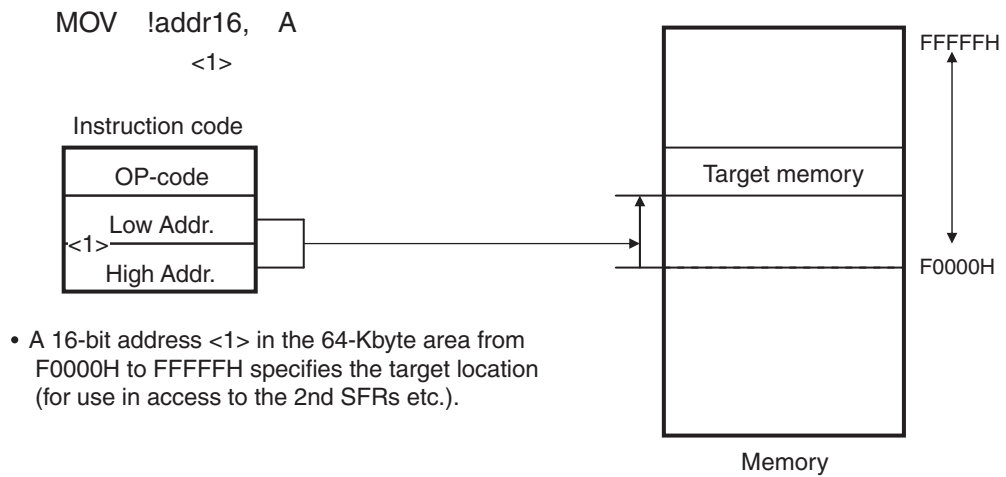 MOV !addr16, A
<1>
Instruction code
OP-code
Low Addr.
<1>
High Addr.
• A 16-bit address <1> in the 64-Kbyte area from
F0000H to FFFFFH specifies the target location
(for use in access to the 2nd SFRs etc.).
FFFFFH
Target memory
F0000H
Memory